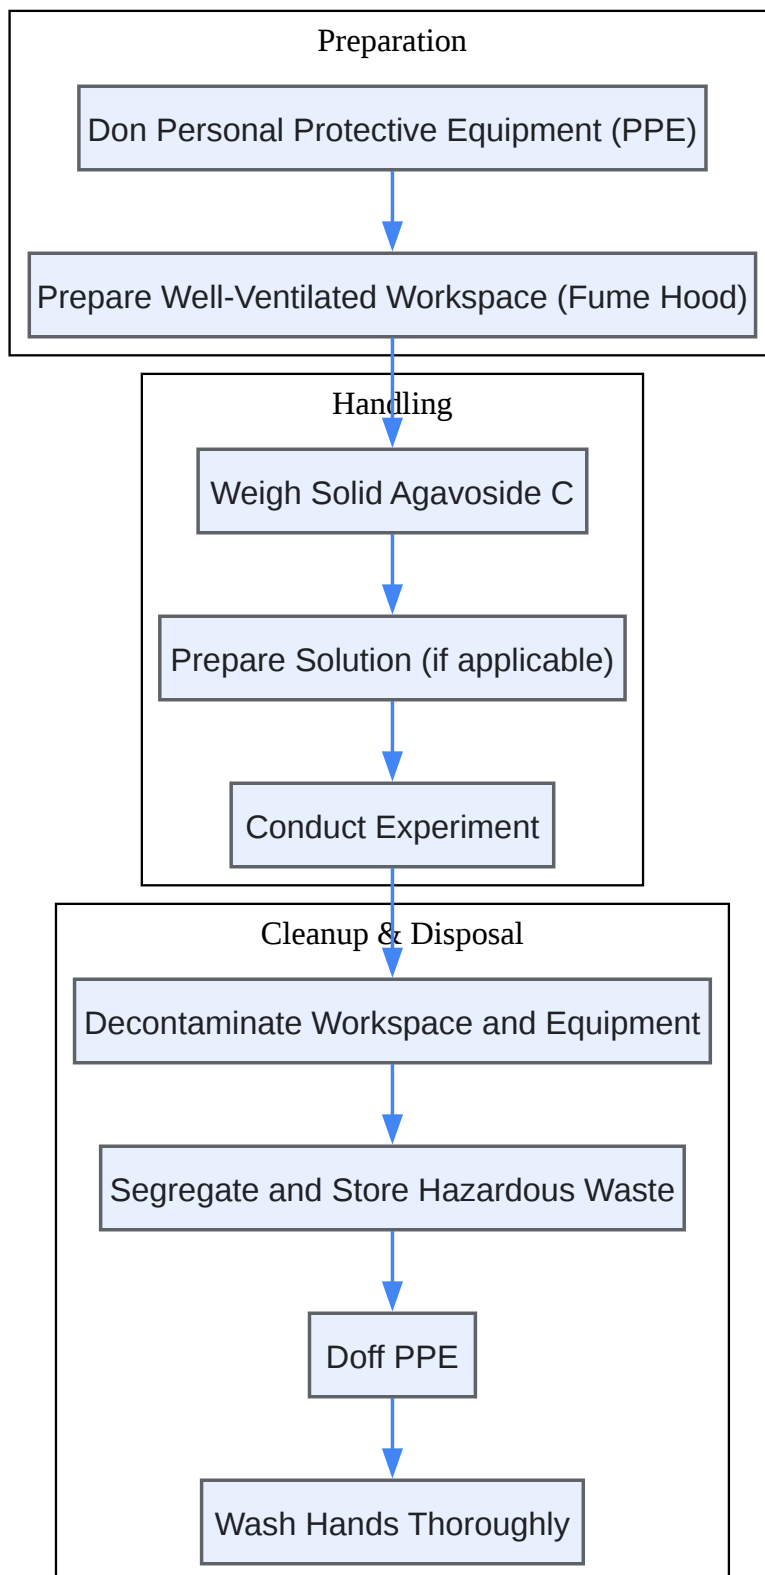 Preparation
Don Personal Protective Equipment (PPE)
Prepare Well-Ventilated Workspace (Fume Hood)
Handling
Weigh Solid Agavoside C
Prepare Solution (if applicable)
Conduct Experiment
Cleanup & Disposal
Decontaminate Workspace and Equipment
Segregate and Store Hazardous Waste
Doff PPE
Wash Hands Thoroughly